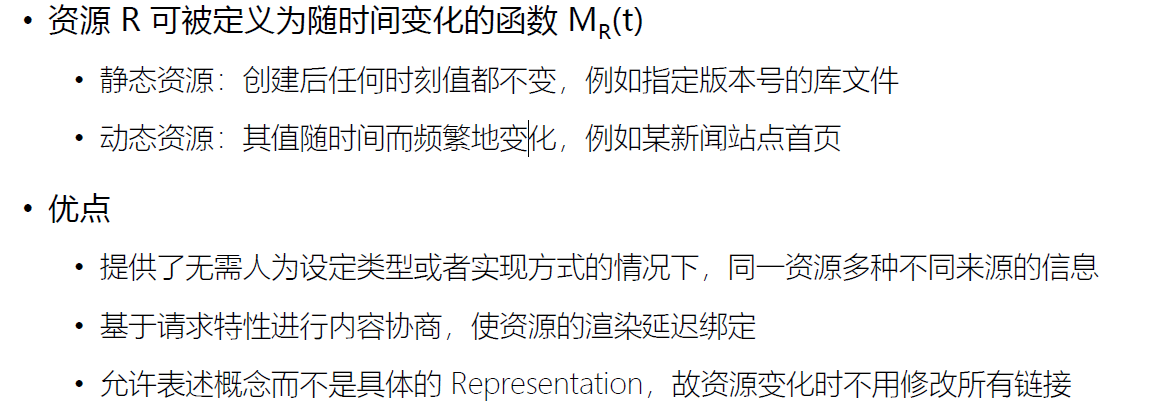 • 资源 R 可被定义为随时间变化的函数 MR(t)
• 静态资源：创建后任何时刻值都不变，例如指定版本号的库文件
• 动态资源：其值随时间而频繁地变化，例如某新闻站点首页
• 优点
• 提供了无需人为设定类型或者实现方式的情况下，同一资源多种不同来源的信息
• 基于请求特性进行内容协商，使资源的渲染延迟绑定
• 允许表述概念而不是具体的 Representation，故资源变化时不用修改所有链接